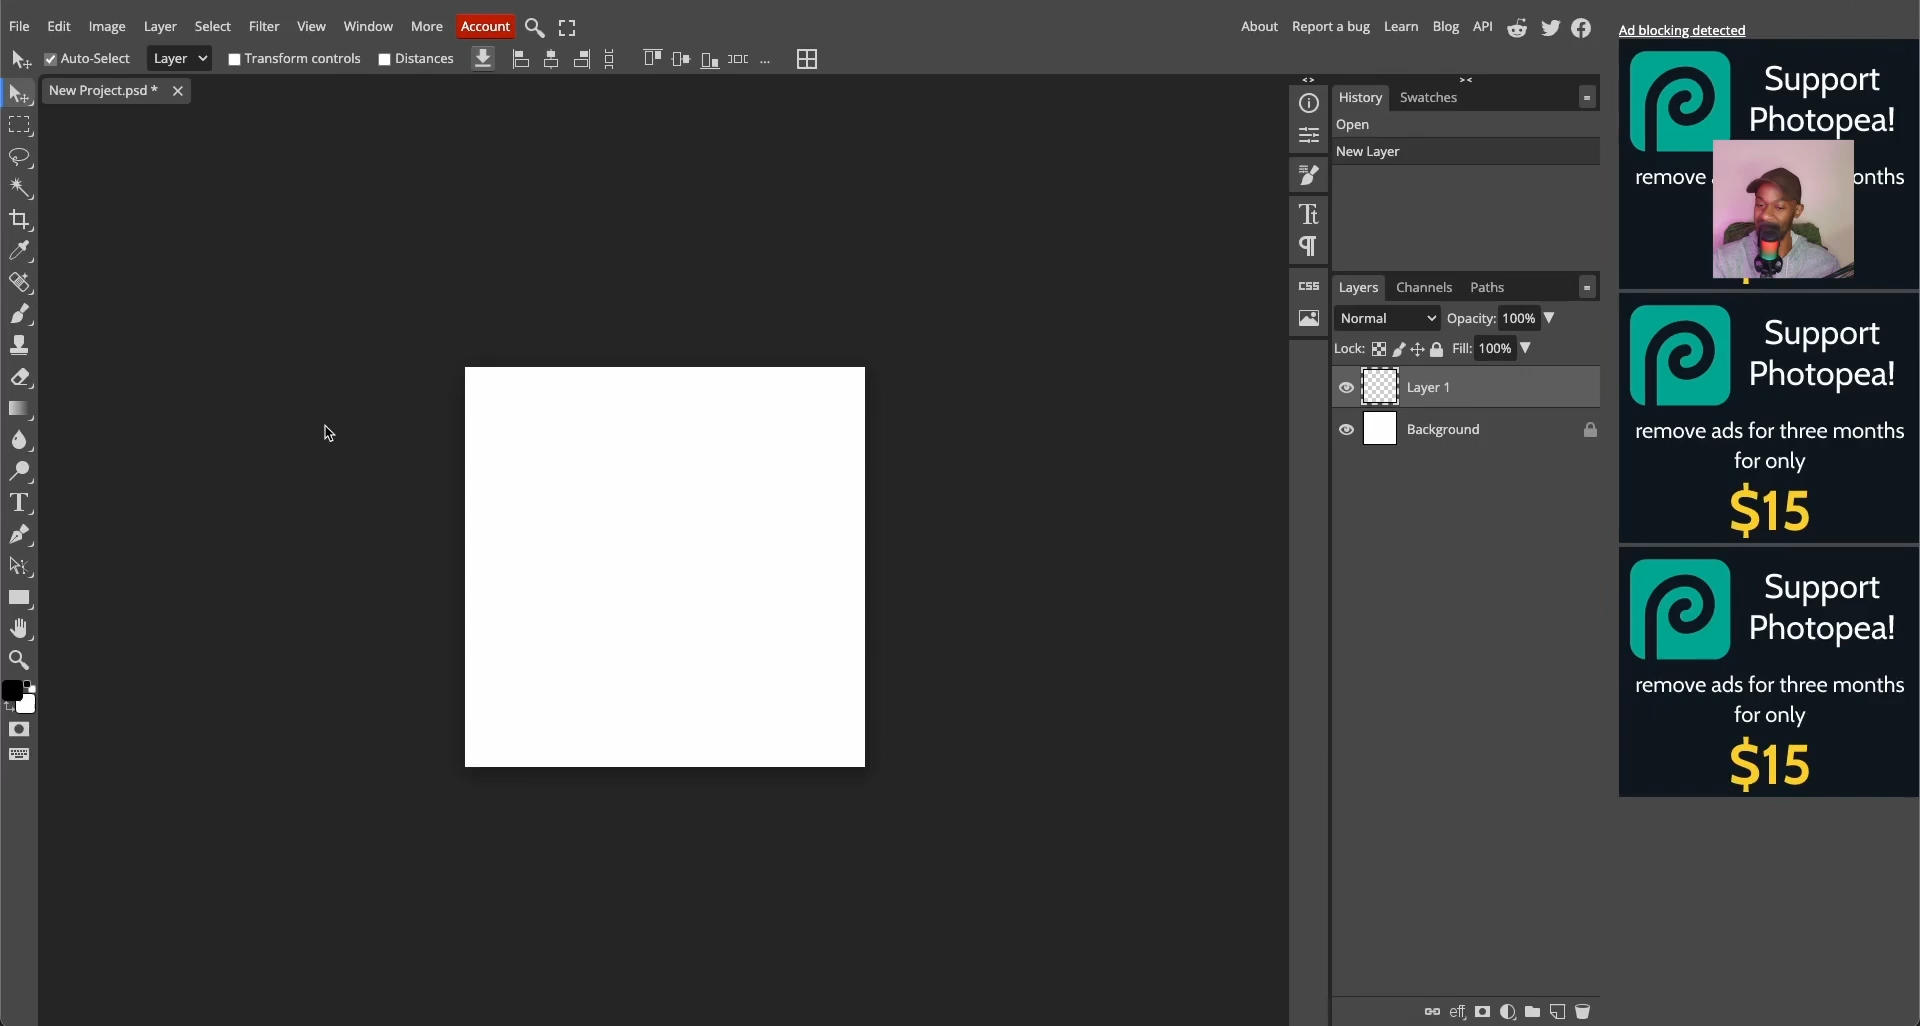 File Edit Image Layer Select Filter View Window More Account
About Report a bug Learn Blog API
Auto-Select Layer Transform controls Distances ...
New Project.psd *
History Swatches
Open
New Layer
Tt
CSS
Layers Channels Paths
Normal Opacity: 100%
Lock: Fill: 100%
Layer 1
Background
eff
Ad blocking detected
Support
Photopea!
remove
onths
Support
Photopea!
remove ads for three months
for only
$15
Support
Photopea!
remove ads for three months
for only
$15